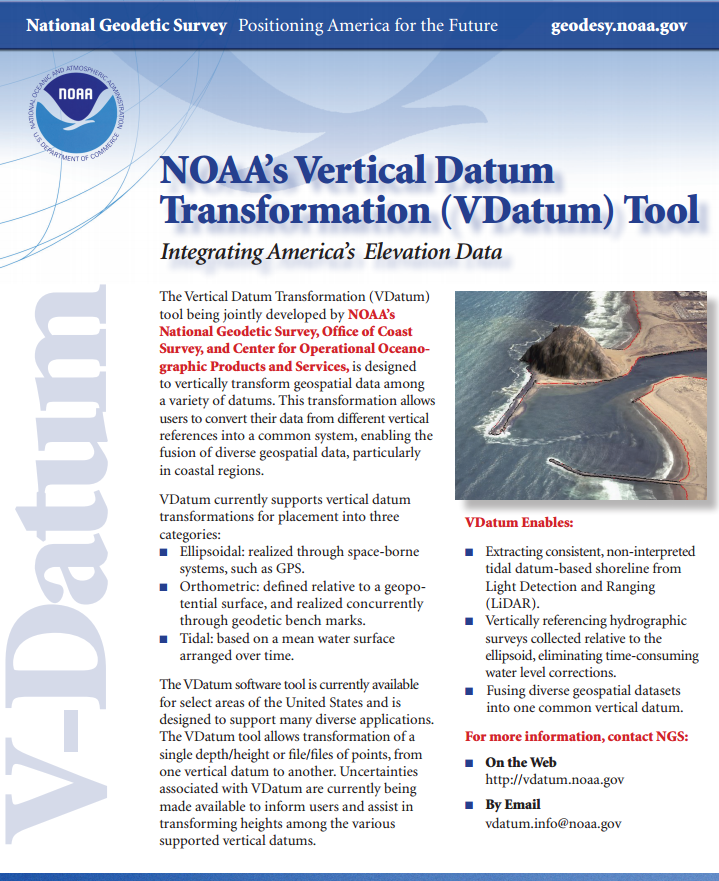 National Geodetic Survey Positioning America for the Future geodesy.noaa.gov
NATIONAL OCEANIC AND ATMOSPHERIC ADMINISTRATION
NOAA
U.S. DEPARTMENT OF COMMERCE
NOAA's Vertical Datum
Transformation (VDatum) Tool
Integrating America's Elevation Data
V-Datum
The Vertical Datum Transformation (VDatum)
tool being jointly developed by NOAA's
National Geodetic Survey, Office of Coast
Survey, and Center for Operational Oceano-
graphic Products and Services, is designed
to vertically transform geospatial data among
a variety of datums. This transformation allows
users to convert their data from different vertical
references into a common system, enabling the
fusion of diverse geospatial data, particularly
in coastal regions.
VDatum currently supports vertical datum
transformations for placement into three
categories:
■ Ellipsoidal: realized through space-borne
systems, such as GPS.
■ Orthometric: defined relative to a geopo-
tential surface, and realized concurrently
through geodetic bench marks.
■ Tidal: based on a mean water surface
arranged over time.
The VDatum software tool is currently available
for select areas of the United States and is
designed to support many diverse applications.
The VDatum tool allows transformation of a
single depth/height or file/files of points, from
one vertical datum to another. Uncertainties
associated with VDatum are currently being
made available to inform users and assist in
transforming heights among the various
supported vertical datums.
VDatum Enables:
■ Extracting consistent, non-interpreted
tidal datum-based shoreline from
Light Detection and Ranging
(LiDAR).
■ Vertically referencing hydrographic
surveys collected relative to the
ellipsoid, eliminating time-consuming
water level corrections.
■ Fusing diverse geospatial datasets
into one common vertical datum.
For more information, contact NGS:
■ On the Web
http://vdatum.noaa.gov
■ By Email
vdatum.info@noaa.gov